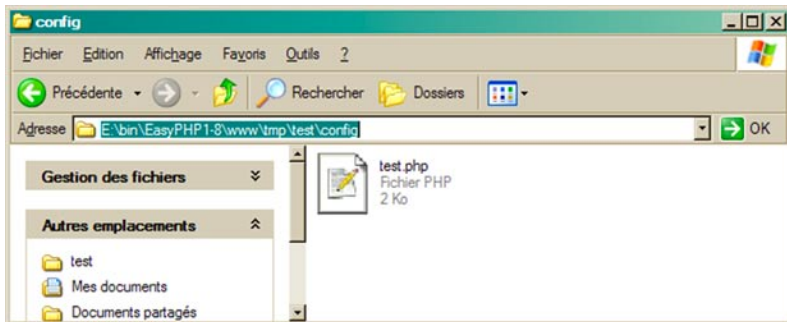 config
Fichier Edition Affichage Favoris Outils ?
Précédente Rechercher Dossiers
Adresse E:\bin\EasyPHP1-8\www\tmp\test\config OK
Gestion des fichiers
test.php
Fichier PHP
2 Ko
Autres emplacements
test
Mes documents
Documents partagés